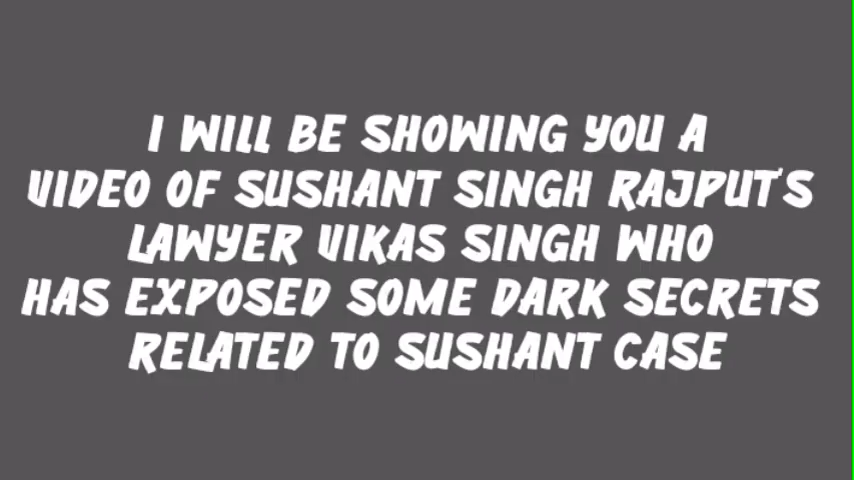 I WILL BE SHOWING YOU A
VIDEO OF SUSHANT SINGH RAJPUT'S
LAWYER VIKAS SINGH WHO
HAS EXPOSED SOME DARK SECRETS
RELATED TO SUSHANT CASE